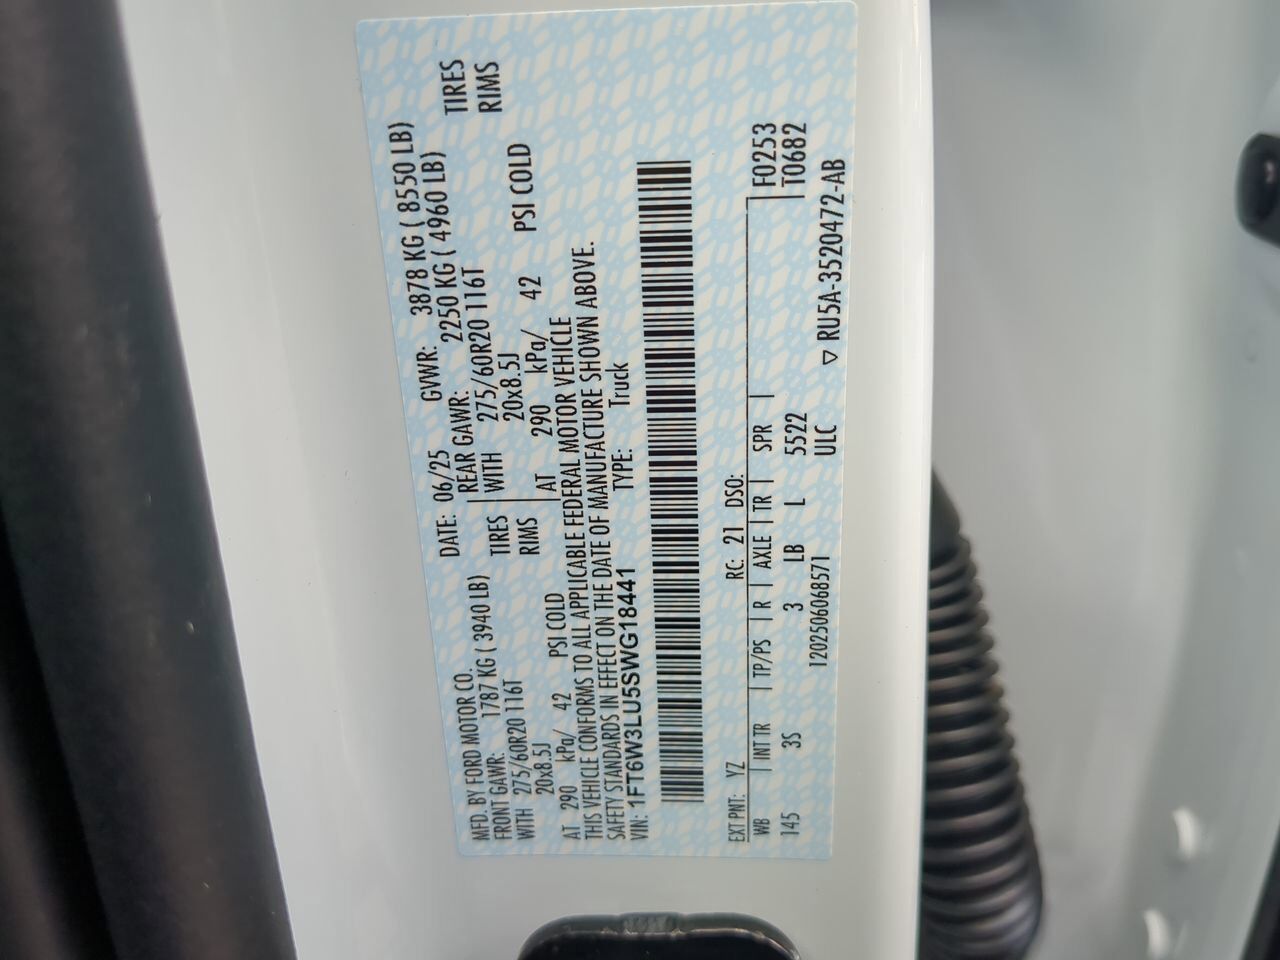 MFD. BY FORD MOTOR CO. DATE: 06/25 GVWR: 3878 KG ( 8550 LB)
FRONT GAWR: 1787 KG ( 3940 LB) REAR GAWR: 2250 KG ( 4960 LB)
WITH 275/60R20 116T TIRES WITH 275/60R20 116T TIRES
20x8.5J RIMS 20x8.5J RIMS
AT 290 kPa/ 42 PSI COLD AT 290 kPa/ 42 PSI COLD
THIS VEHICLE CONFORMS TO ALL APPLICABLE FEDERAL MOTOR VEHICLE
SAFETY STANDARDS IN EFFECT ON THE DATE OF MANUFACTURE SHOWN ABOVE.
VIN: 1FT6W3LU5SWG18441 TYPE: Truck
EXT PNT: YZ RC: 21 DSO:
WB | INT TR | TP/PS | R | AXLE | TR | SPR | F0253
145 3S 3 LB L 5522 T0682
12025060685​71 ULC ▽ RU5A-3520472-AB